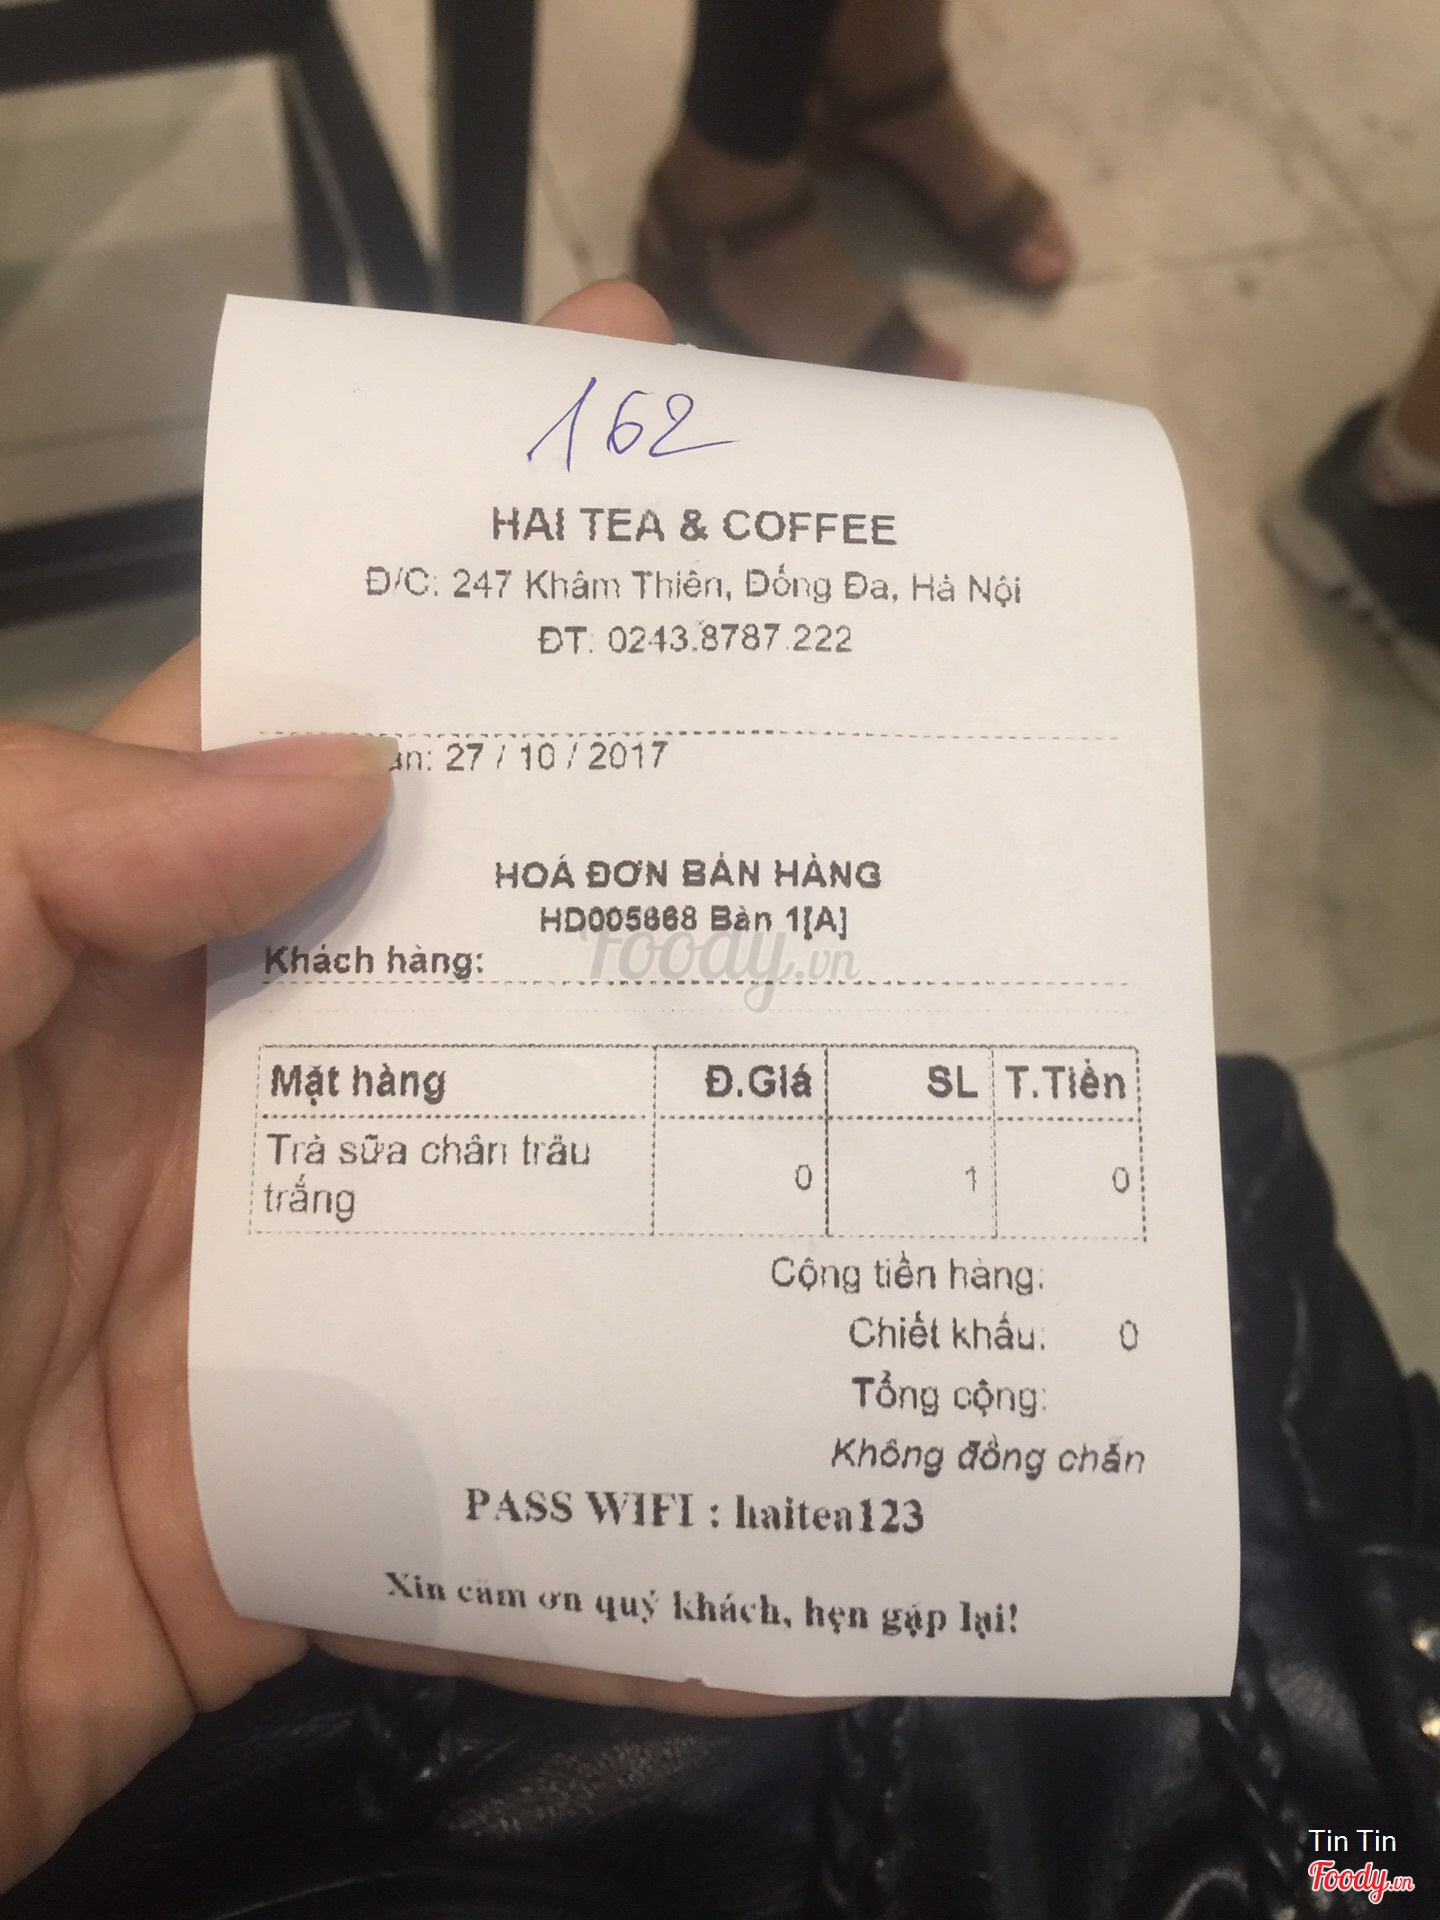 162
HAI TEA & COFFEE
Đ/C: 247 Khâm Thiên, Đống Đa, Hà Nội
ĐT: 0243.8787.222
27 / 10 / 2017
HOÁ ĐƠN BÁN HÀNG
HD005868 Bàn 1[A]
Khách hàng:
Foody.vn
Mặt hàng Đ.Giá SL T.Tiền
Trà sữa chân trâu
trắng 0 1 0
Cộng tiền hàng:
Chiết khấu: 0
Tổng cộng:
Không đồng chẵn
PASS WIFI : haitea123
Xin cảm ơn quý khách, hẹn gặp lại!
Tin Tin
Foody.vn